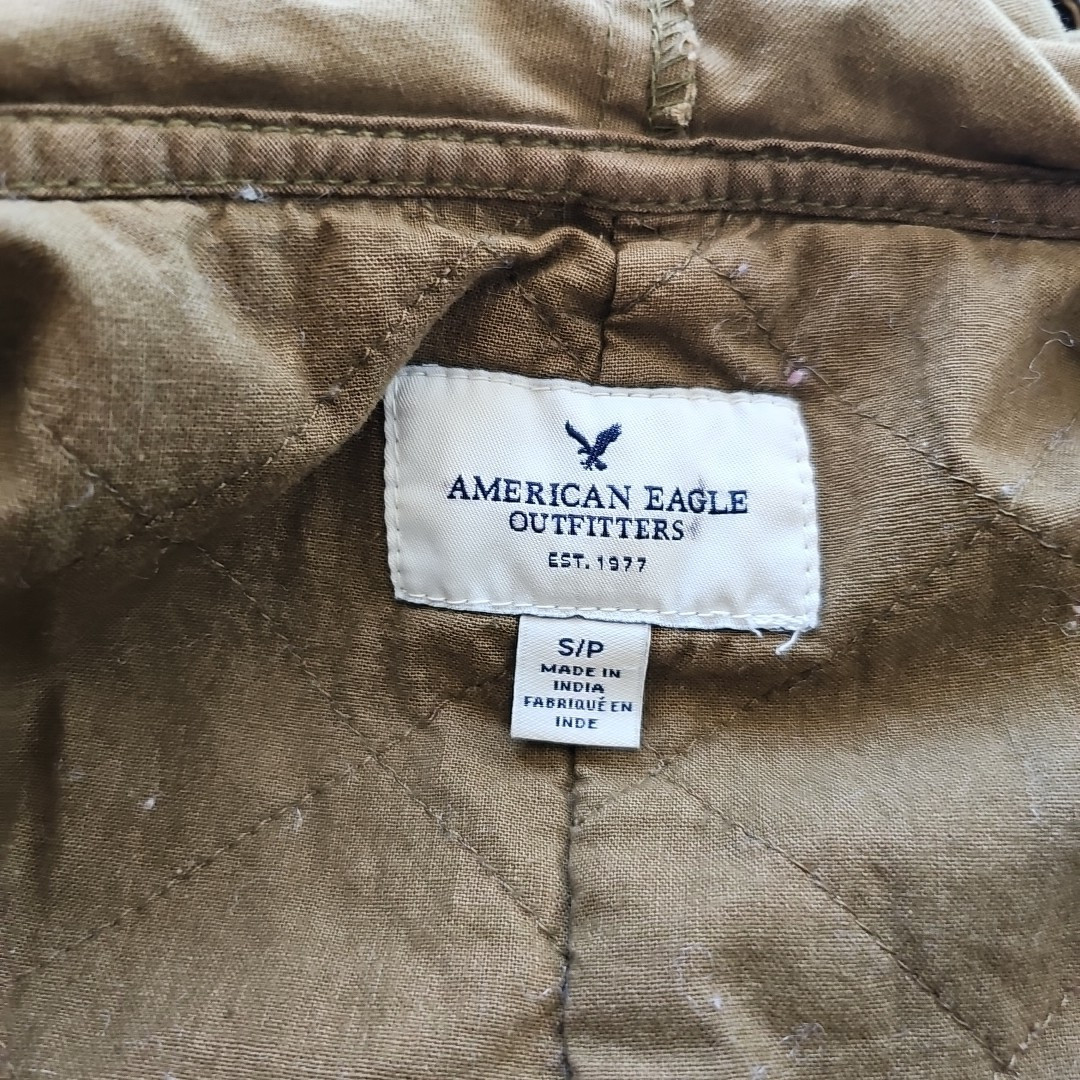 AMERICAN EAGLE
OUTFITTERS
EST. 1977
S/P
MADE IN
INDIA
FABRIQUÉ EN
INDE